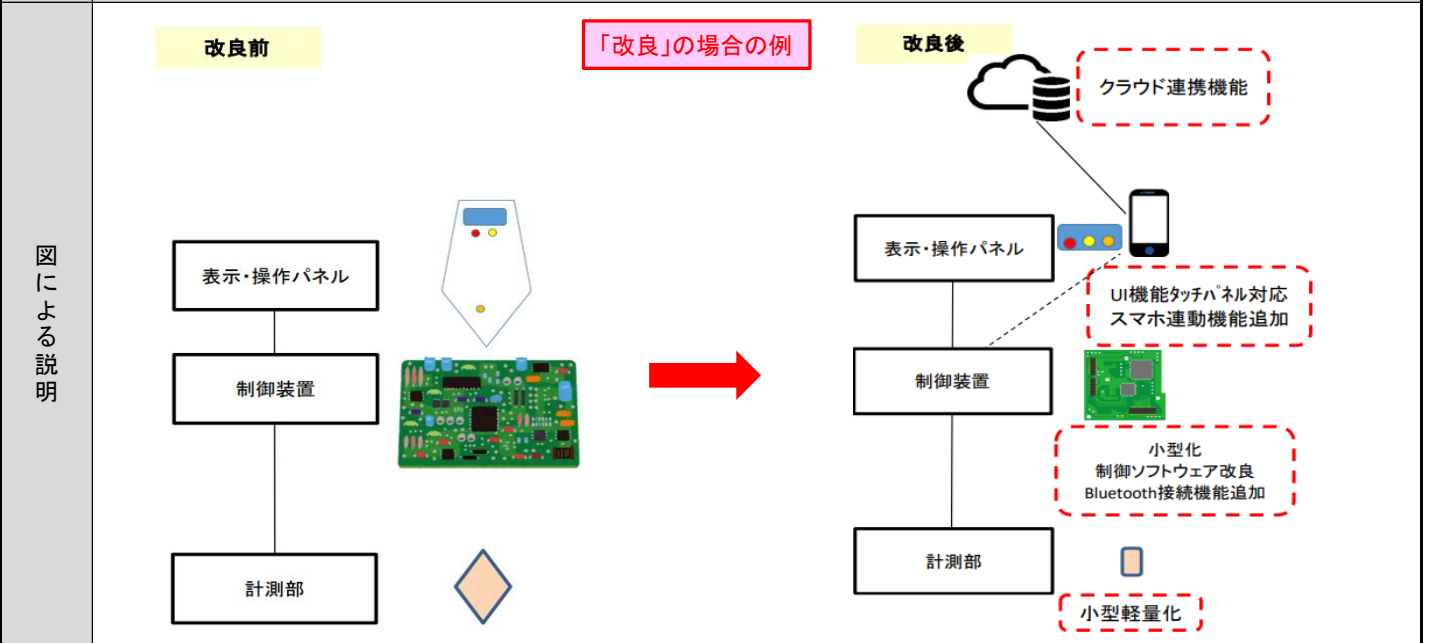 図による説明
改良前
「改良」の場合の例
改良後
クラウド連携機能
表示・操作パネル
制御装置
計測部
表示・操作パネル
UI機能ﾀｯﾁﾊﾟﾈﾙ対応
スマホ連動機能追加
制御装置
小型化
制御ソフトウェア改良
Bluetooth接続機能追加
計測部
小型軽量化